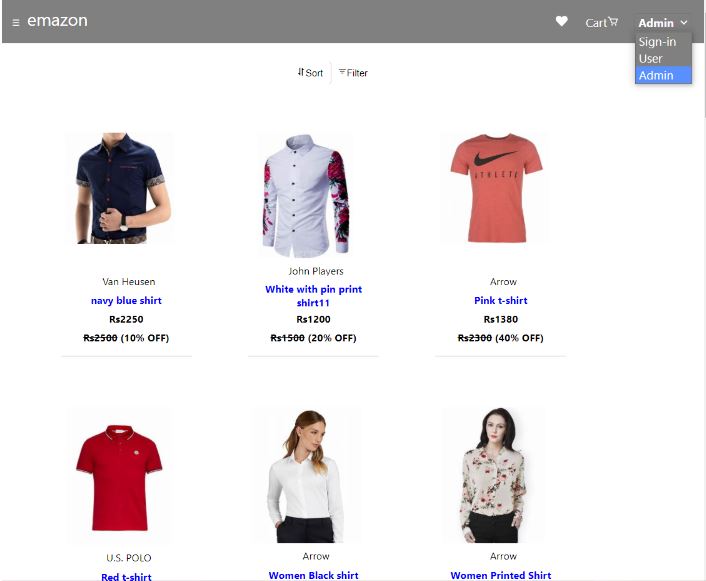 ☰ emazon
Cart
Admin
Sign-in
User
Admin
Sort
Filter
ATHLETE
Van Heusen
navy blue shirt
Rs2250
Rs2500 (10% OFF)
John Players
White with pin print
shirt11
Rs1200
Rs1500 (20% OFF)
Arrow
Pink t-shirt
Rs1380
Rs2300 (40% OFF)
U.S. POLO
Red t-shirt
Arrow
Women Black shirt
Arrow
Women Printed Shirt